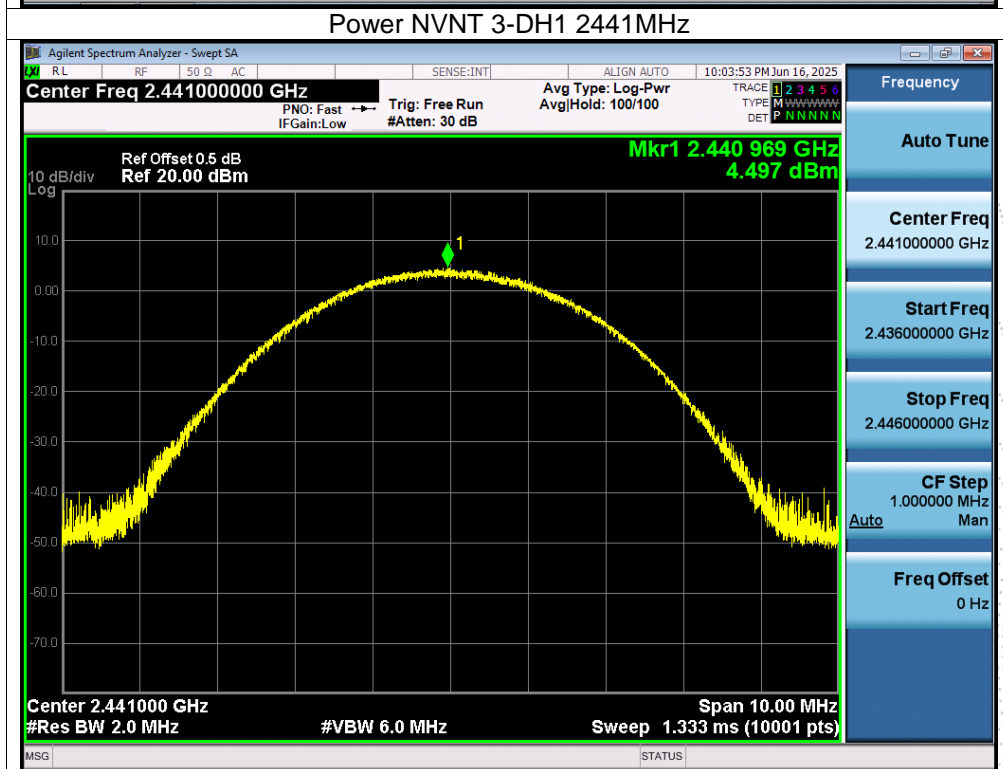 Power NVNT 3-DH1 2441MHz
Agilent Spectrum Analyzer - Swept SA
LXI RL RF 50 Ω AC SENSE:INT ALIGN AUTO 10:03:53 PM Jun 16, 2025
Center Freq 2.441000000 GHz
PNO: Fast
IFGain:Low
Trig: Free Run
#Atten: 30 dB
Avg Type: Log-Pwr
Avg|Hold: 100/100
TRACE 1 2 3 4 5 6
TYPE M WWWWW
DET P N N N N N
Frequency
Auto Tune
Mkr1 2.440 969 GHz
4.497 dBm
Ref Offset 0.5 dB
10 dB/div Ref 20.00 dBm
Log
10.0
0.00
-10.0
-20.0
-30.0
-40.0
-50.0
-60.0
-70.0
1
Center Freq
2.441000000 GHz
Start Freq
2.436000000 GHz
Stop Freq
2.446000000 GHz
CF Step
1.000000 MHz
Auto Man
Freq Offset
0 Hz
Center 2.441000 GHz Span 10.00 MHz
#Res BW 2.0 MHz #VBW 6.0 MHz Sweep 1.333 ms (10001 pts)
MSG STATUS